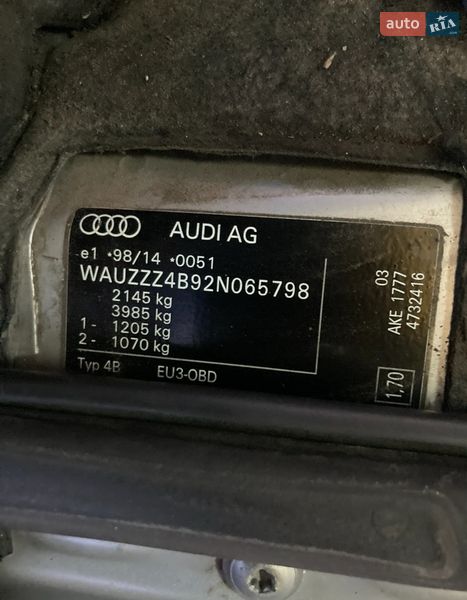 auto RIA
AUDI AG
e1 *98/14 *0051
WAUZZZ4B92N065798
2145 kg
3985 kg
1- 1205 kg
2- 1070 kg
Typ 4B EU3-OBD
03
AKE 1777
4732416
1,70